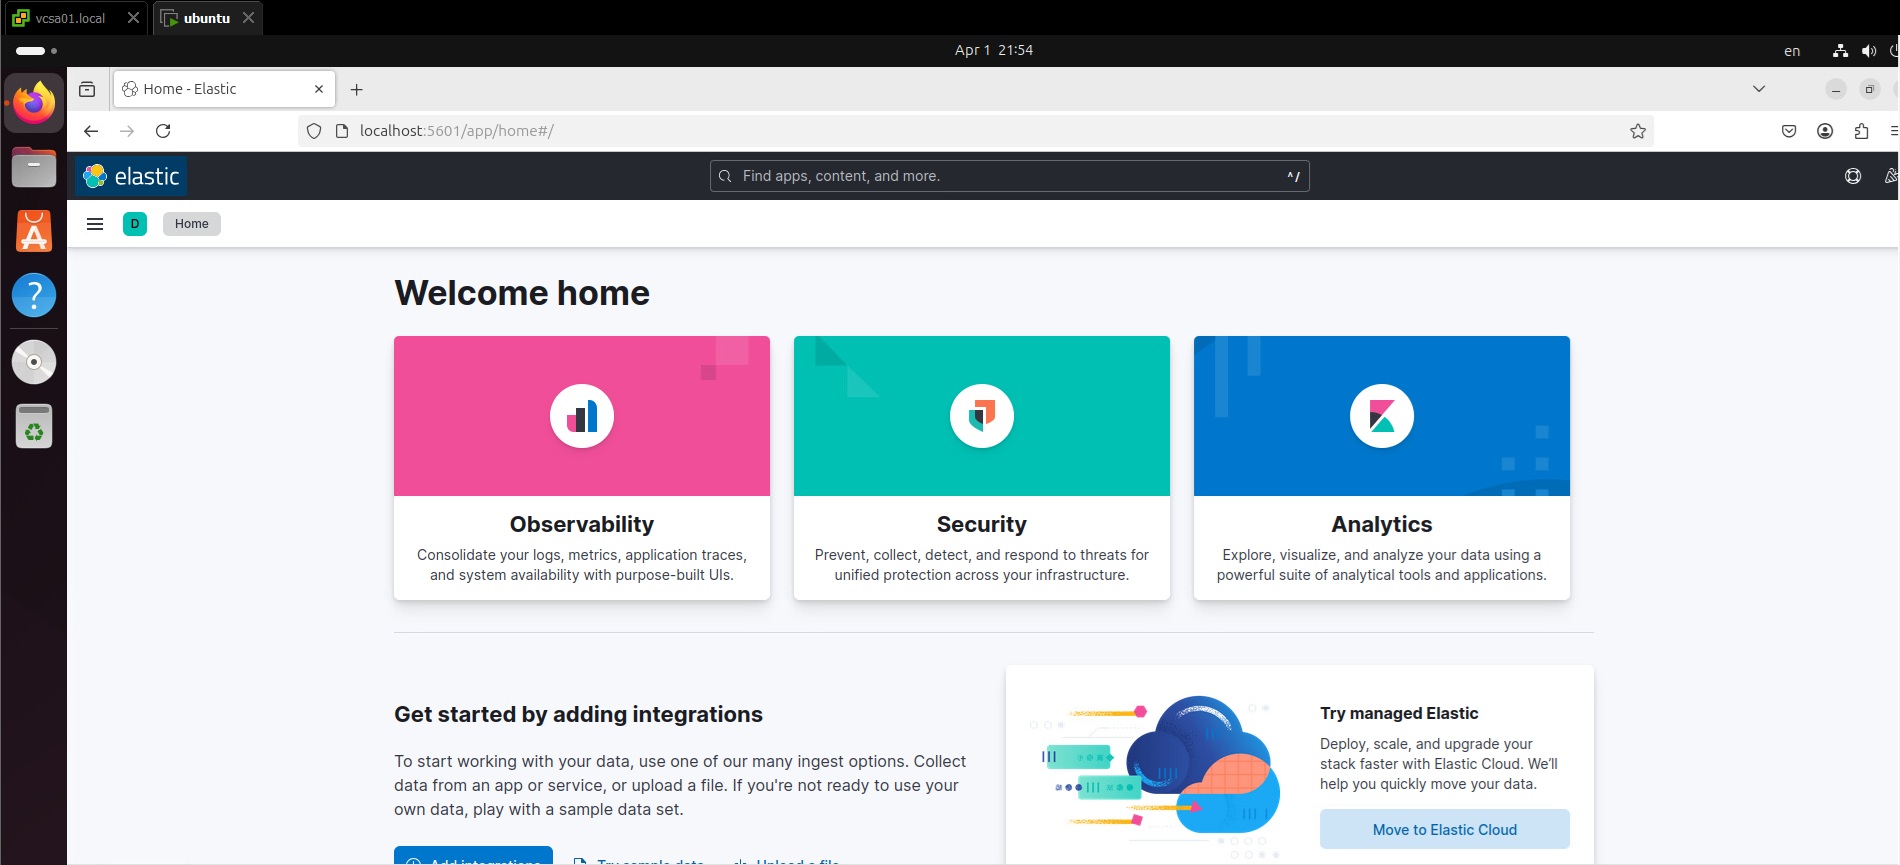 vcsa01.local
ubuntu
Apr 1 21:54
en
Home - Elastic
localhost:5601/app/home#/
elastic
Find apps, content, and more.
^/
D
Home
Welcome home
Observability
Consolidate your logs, metrics, application traces,
and system availability with purpose-built UIs.
Security
Prevent, collect, detect, and respond to threats for
unified protection across your infrastructure.
Analytics
Explore, visualize, and analyze your data using a
powerful suite of analytical tools and applications.
Get started by adding integrations
To start working with your data, use one of our many ingest options. Collect
data from an app or service, or upload a file. If you're not ready to use your
own data, play with a sample data set.
Add integrations
Try sample data
Upload a file
Try managed Elastic
Deploy, scale, and upgrade your
stack faster with Elastic Cloud. We’ll
help you quickly move your data.
Move to Elastic Cloud